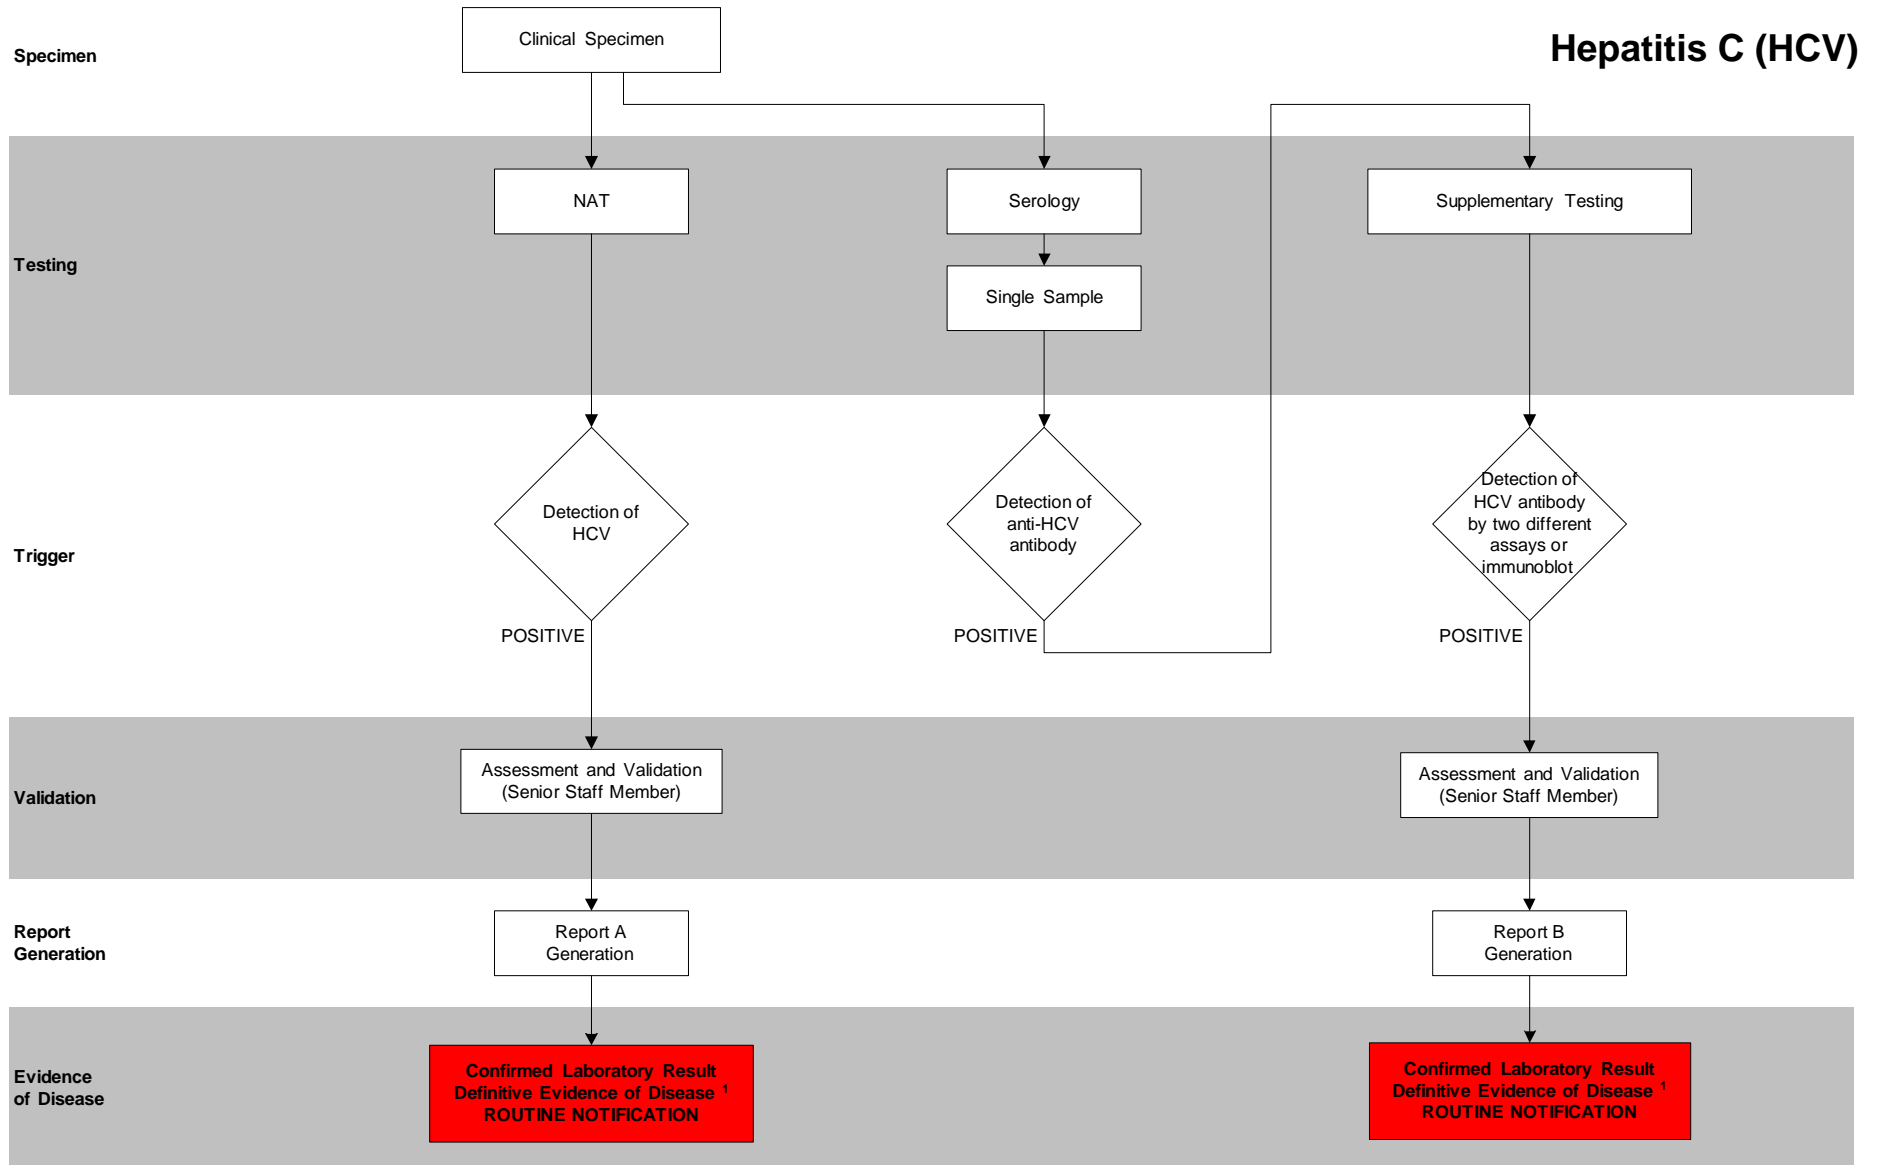 Hepatitis C (HCV)
Specimen
Clinical Specimen
Testing
NAT
Serology
Supplementary Testing
Single Sample
Trigger
Detection of
HCV
Detection of
anti-HCV
antibody
Detection of
HCV antibody
by two different
assays or
immunoblot
POSITIVE
POSITIVE
POSITIVE
Validation
Assessment and Validation
(Senior Staff Member)
Assessment and Validation
(Senior Staff Member)
Report
Generation
Report A
Generation
Report B
Generation
Evidence
of Disease
Confirmed Laboratory Result
Definitive Evidence of Disease 1
ROUTINE NOTIFICATION
Confirmed Laboratory Result
Definitive Evidence of Disease 1
ROUTINE NOTIFICATION